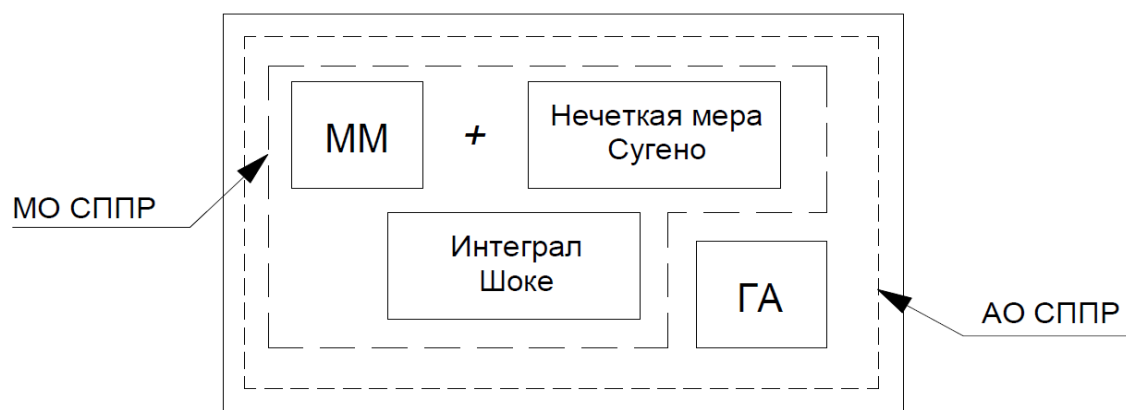 ММ
+
Нечеткая мера
Сугено
МО СППР
Интеграл
Шоке
ГА
АО СППР